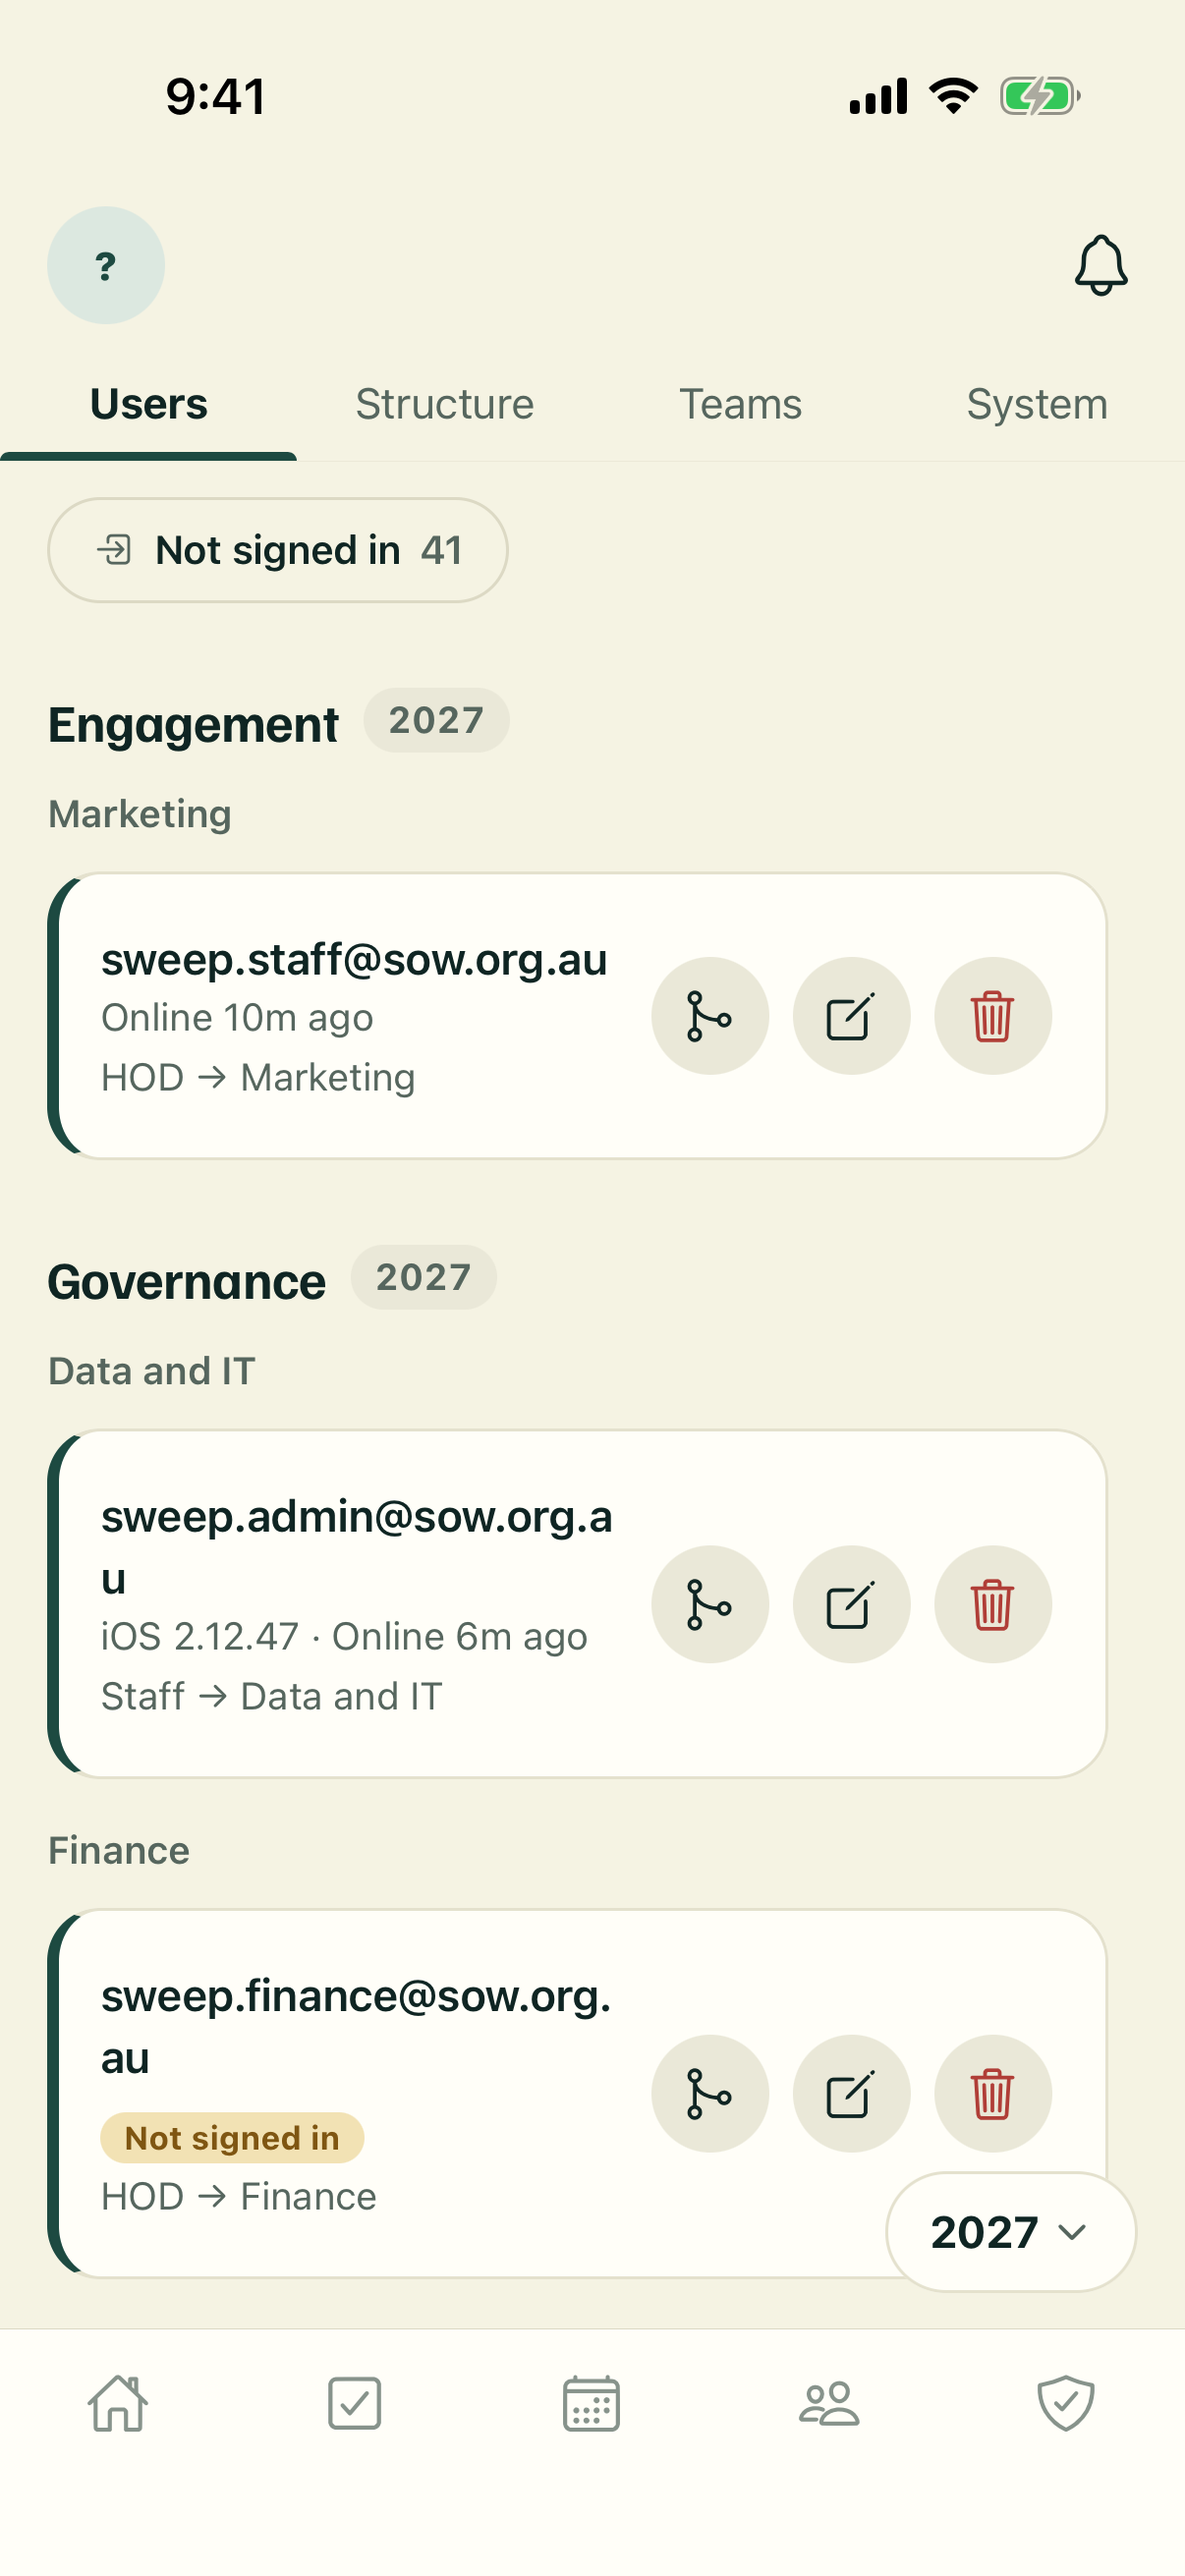 9:41
?
Users Structure Teams System
Not signed in 41
Engagement 2027
Marketing
sweep.staff@sow.org.au
Online 10m ago
HOD → Marketing
Governance 2027
Data and IT
sweep.admin@sow.org.a
u
iOS 2.12.47 · Online 6m ago
Staff → Data and IT
Finance
sweep.finance@sow.org.
au
Not signed in
HOD → Finance
2027